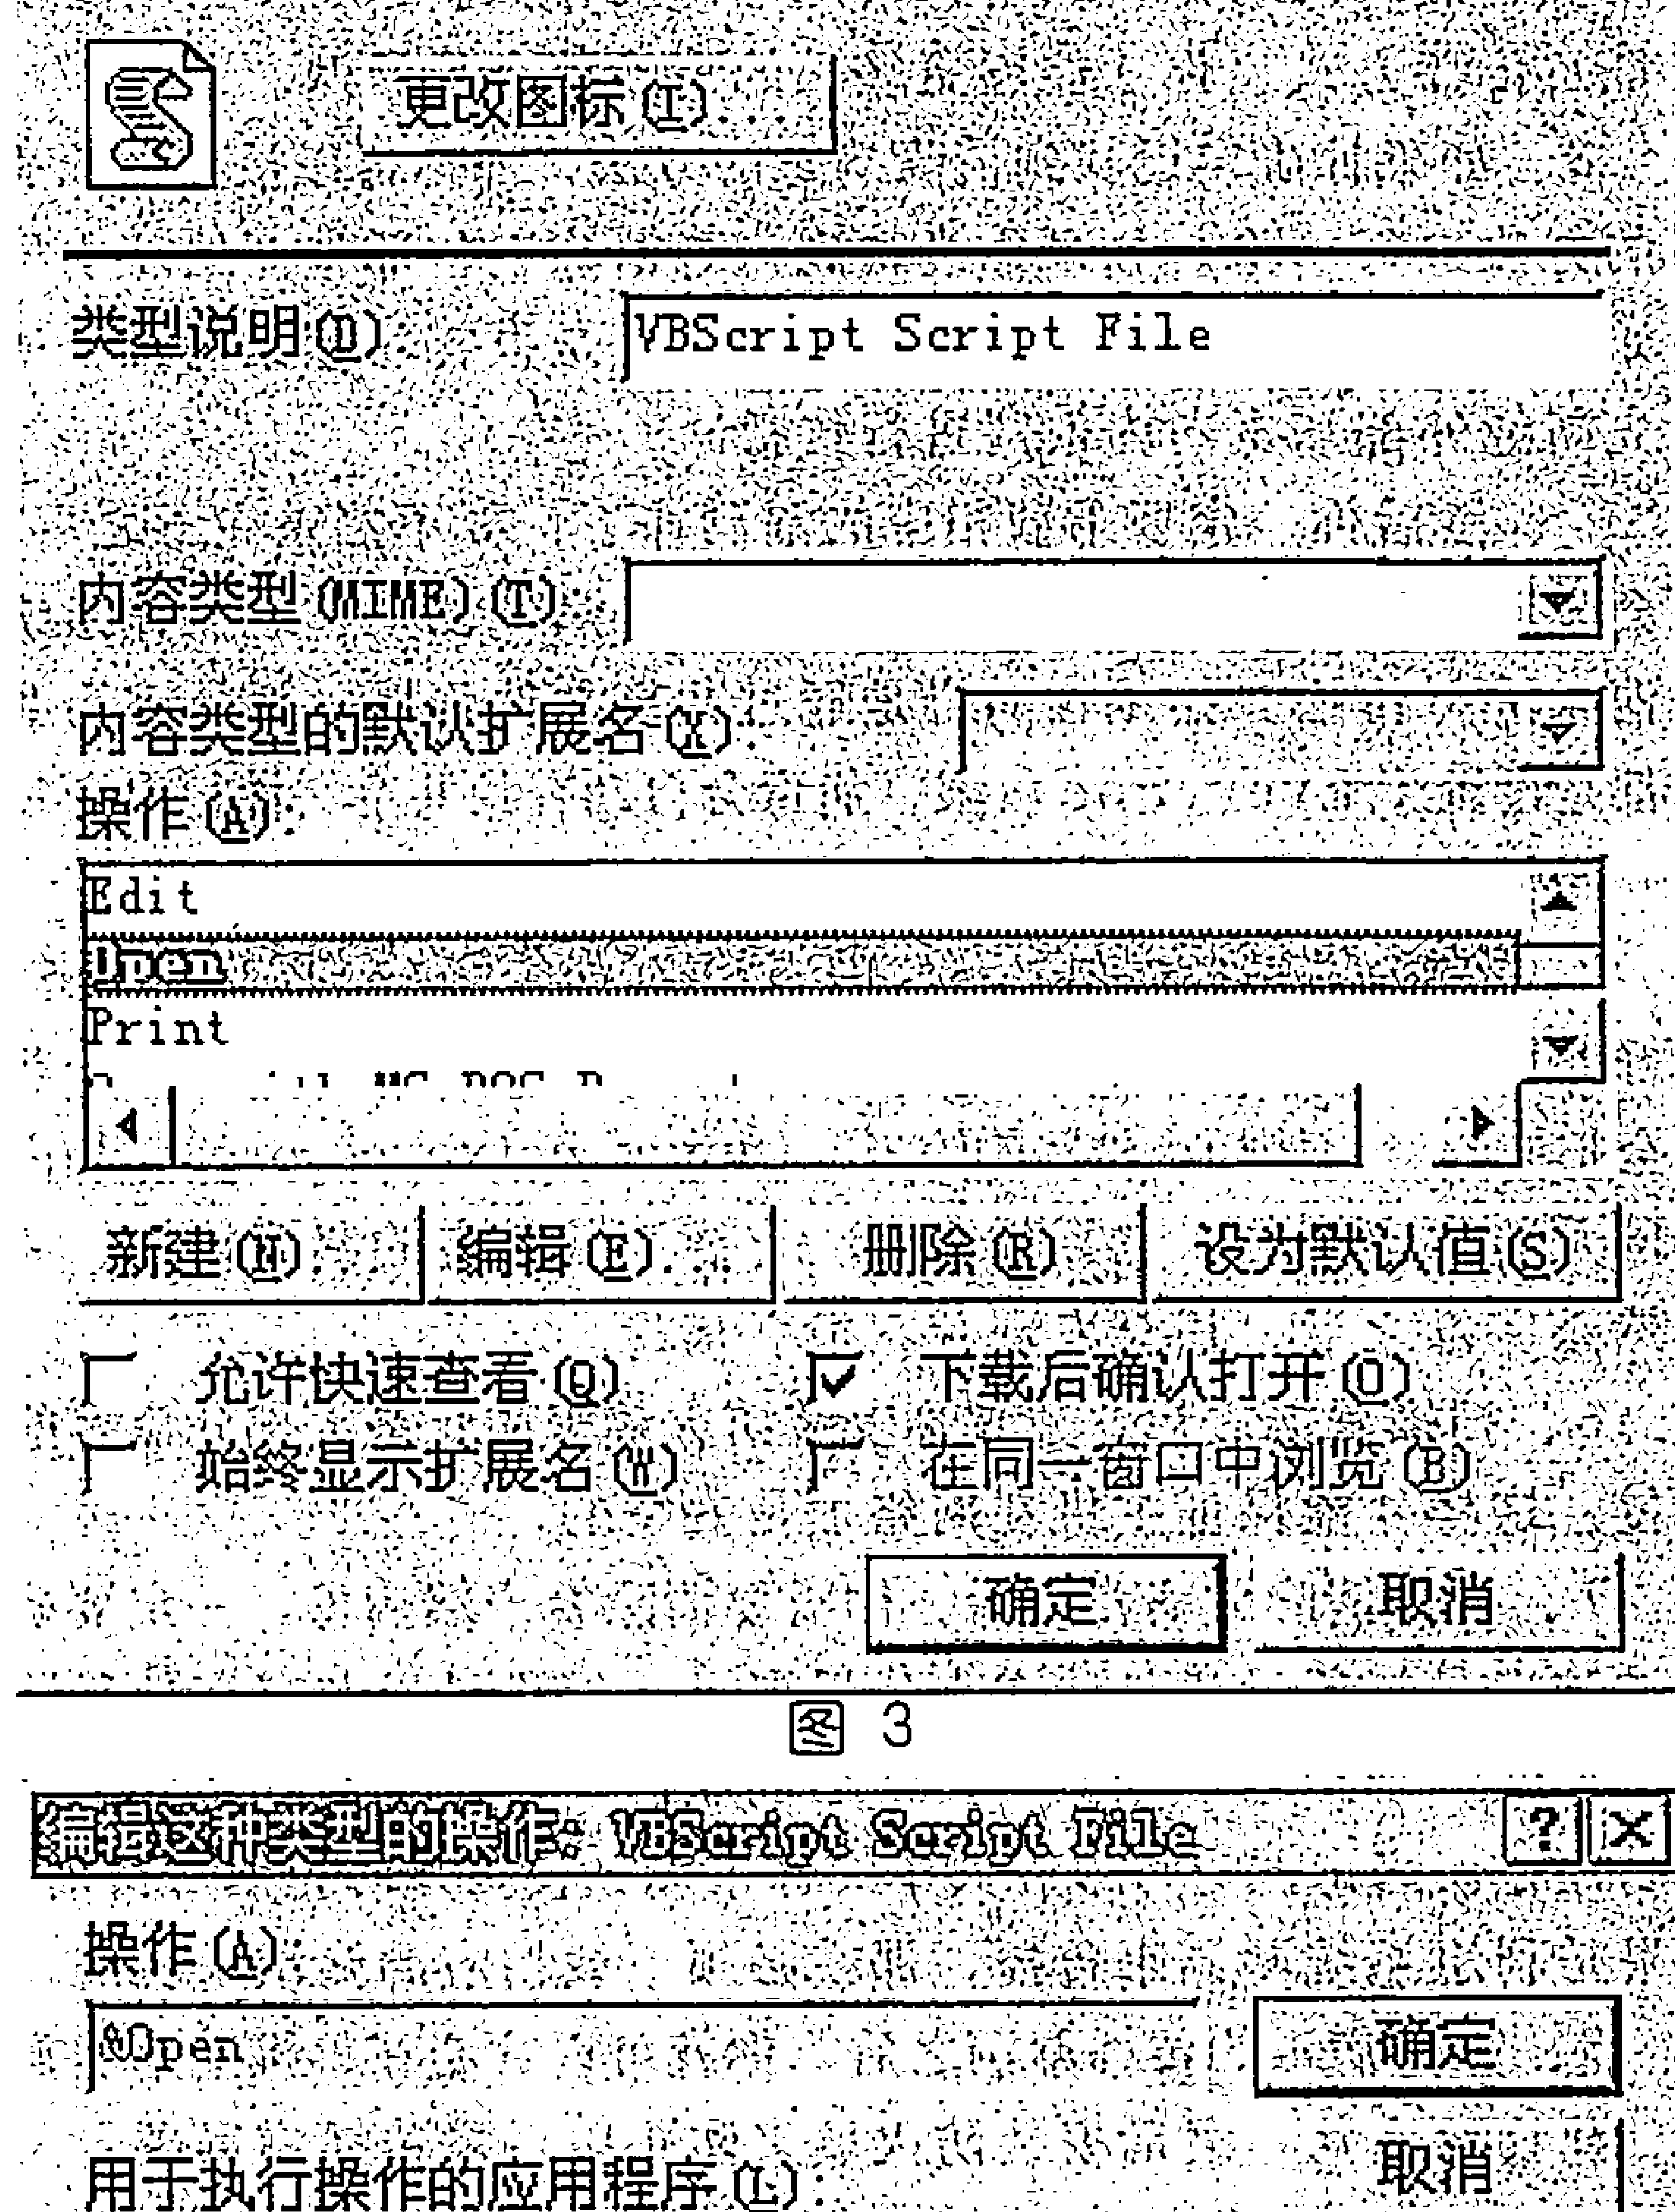 更改图标(I)...
类型说明(D): VBScript Script File
内容类型(MIME)(T):
内容类型的默认扩展名(X):
操作(A):
Edit
Open
Print
新建(N)... 编辑(E)... 删除(R) 设为默认值(S)
允许快速查看(Q) 下载后确认打开(O)
始终显示扩展名(W) 在同一窗口中浏览(B)
确定 取消
图 3
编辑这种类型的操作: VBScript Script File
操作(A):
&Open 确定
用于执行操作的应用程序(L): 取消